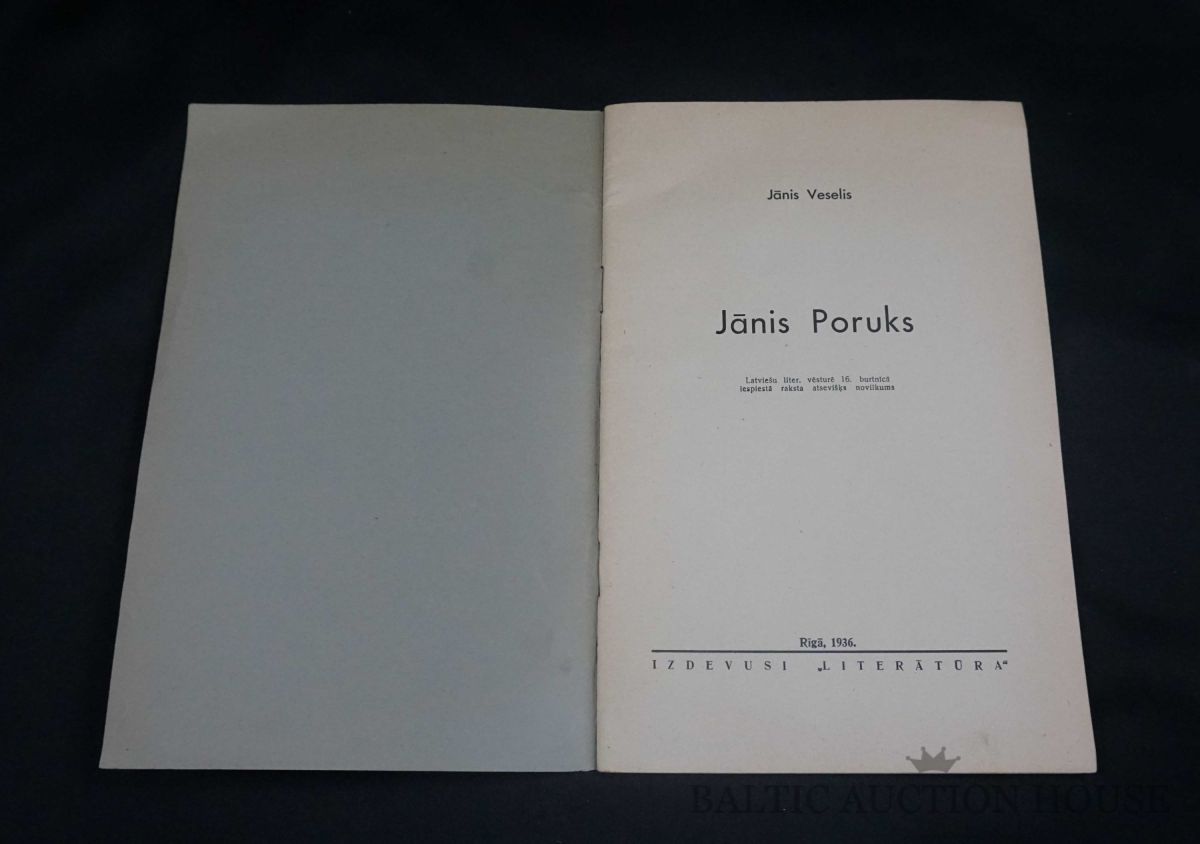 Jānis Veselis
Jānis Poruks
Latviešu liter. vēsturē 16. burtnīcā
iespiestā raksta atsevišķs novilkums
Rīgā, 1936.
IZDEVUSI „LITERĀTŪRA“
BALTIC AUCTION HOUSE